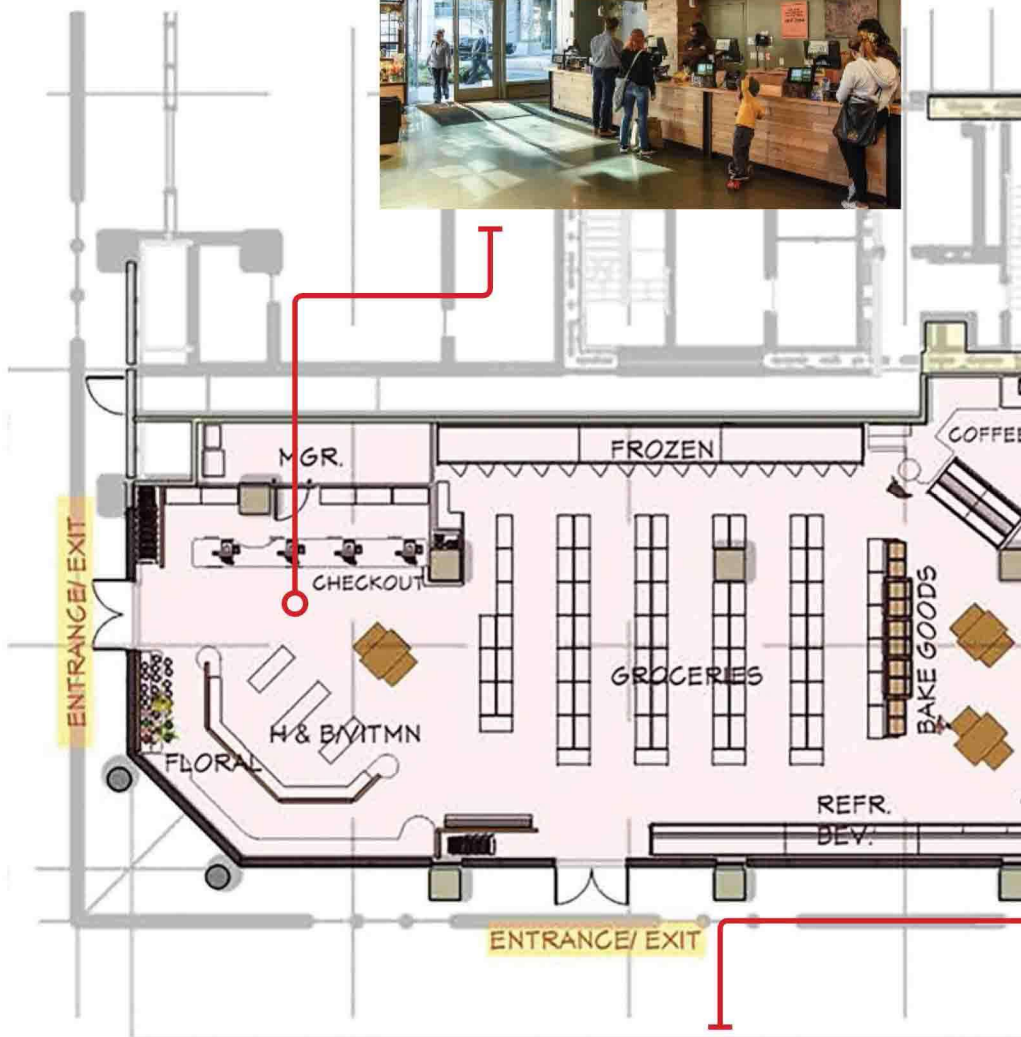 MGR.
FROZEN
COFFEE
CHECKOUT
ENTRANCE/ EXIT
BAKE GOODS
GROCERIES
H & B/VITMN
FLORAL
REFR.
BEV.
ENTRANCE/ EXIT